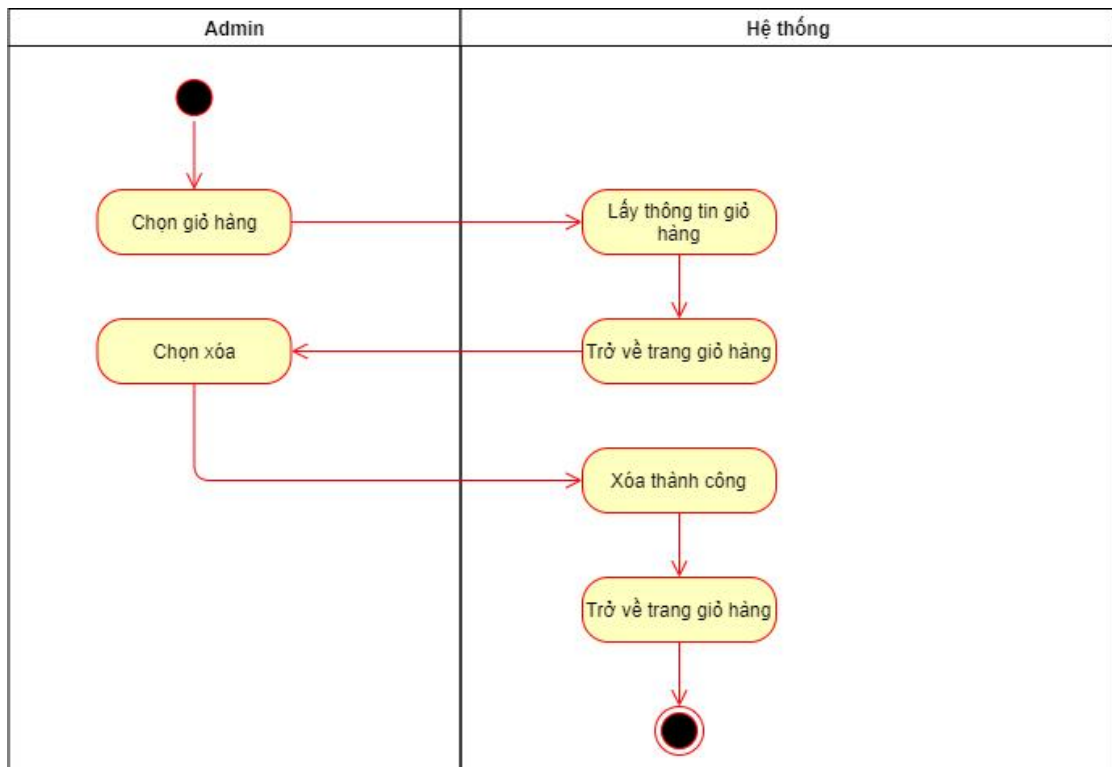 Admin
Hệ thống
Chọn giỏ hàng
Lấy thông tin giỏ
hàng
Chọn xóa
Trở về trang giỏ hàng
Xóa thành công
Trở về trang giỏ hàng